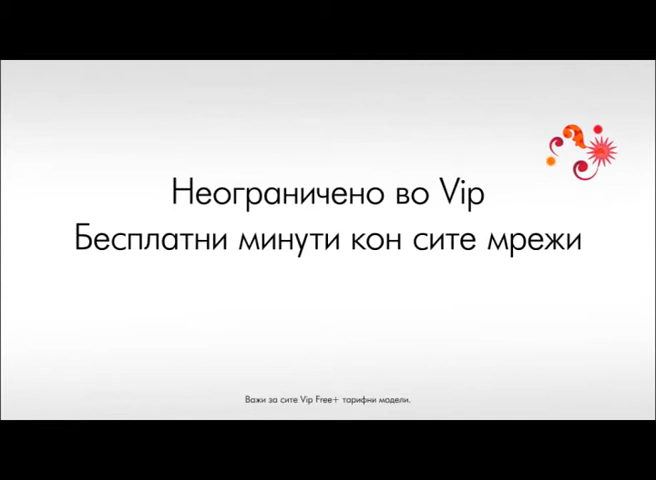 Неограничено во Vip
Бесплатни минути кон сите мрежи
Важи за сите Vip Free+ тарифни модели.